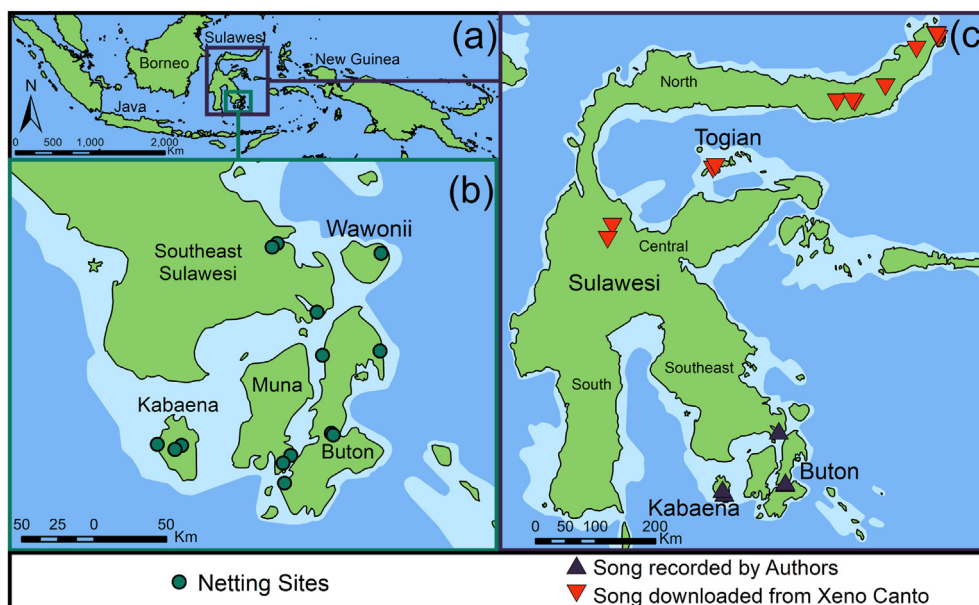 (a)
Sulawesi
Borneo
New Guinea
N
Java
0 500 1,000 2,000
Km
(b)
Wawonii
Southeast
Sulawesi
Muna
Kabaena
Buton
50 25 0 50
Km
(c)
North
Togian
Central
Sulawesi
Southeast
South
Buton
Kabaena
0 100 200
Km
Netting Sites
Song recorded by Authors
Song downloaded from Xeno Canto